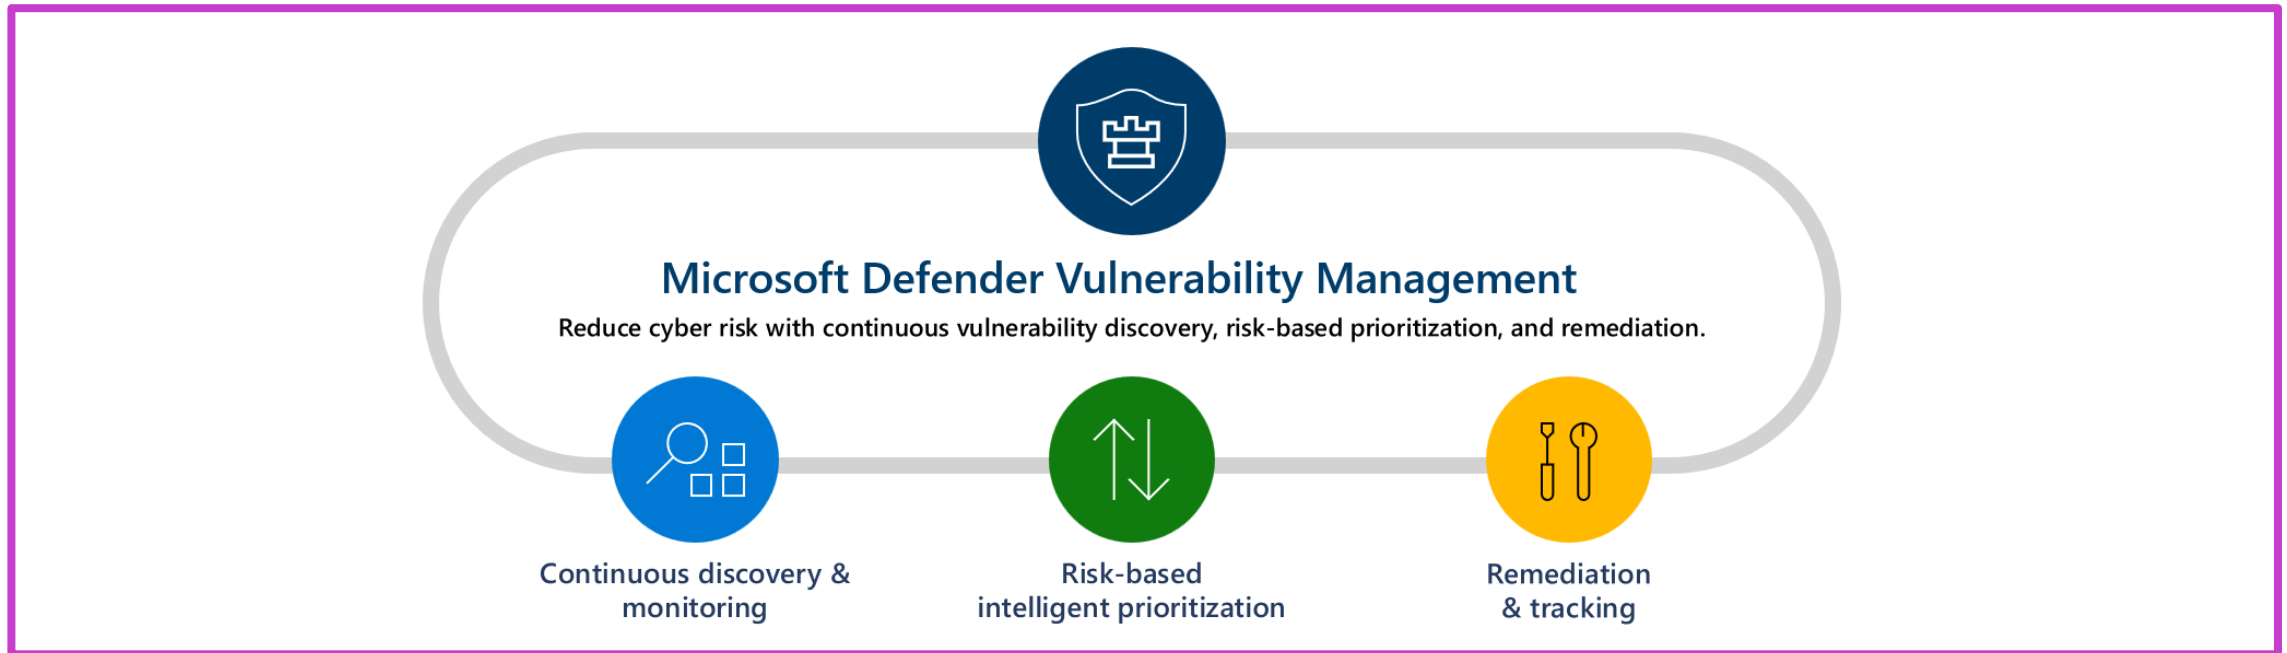 Microsoft Defender Vulnerability Management
Reduce cyber risk with continuous vulnerability discovery, risk-based prioritization, and remediation.
Continuous discovery &
monitoring
Risk-based
intelligent prioritization
Remediation
& tracking